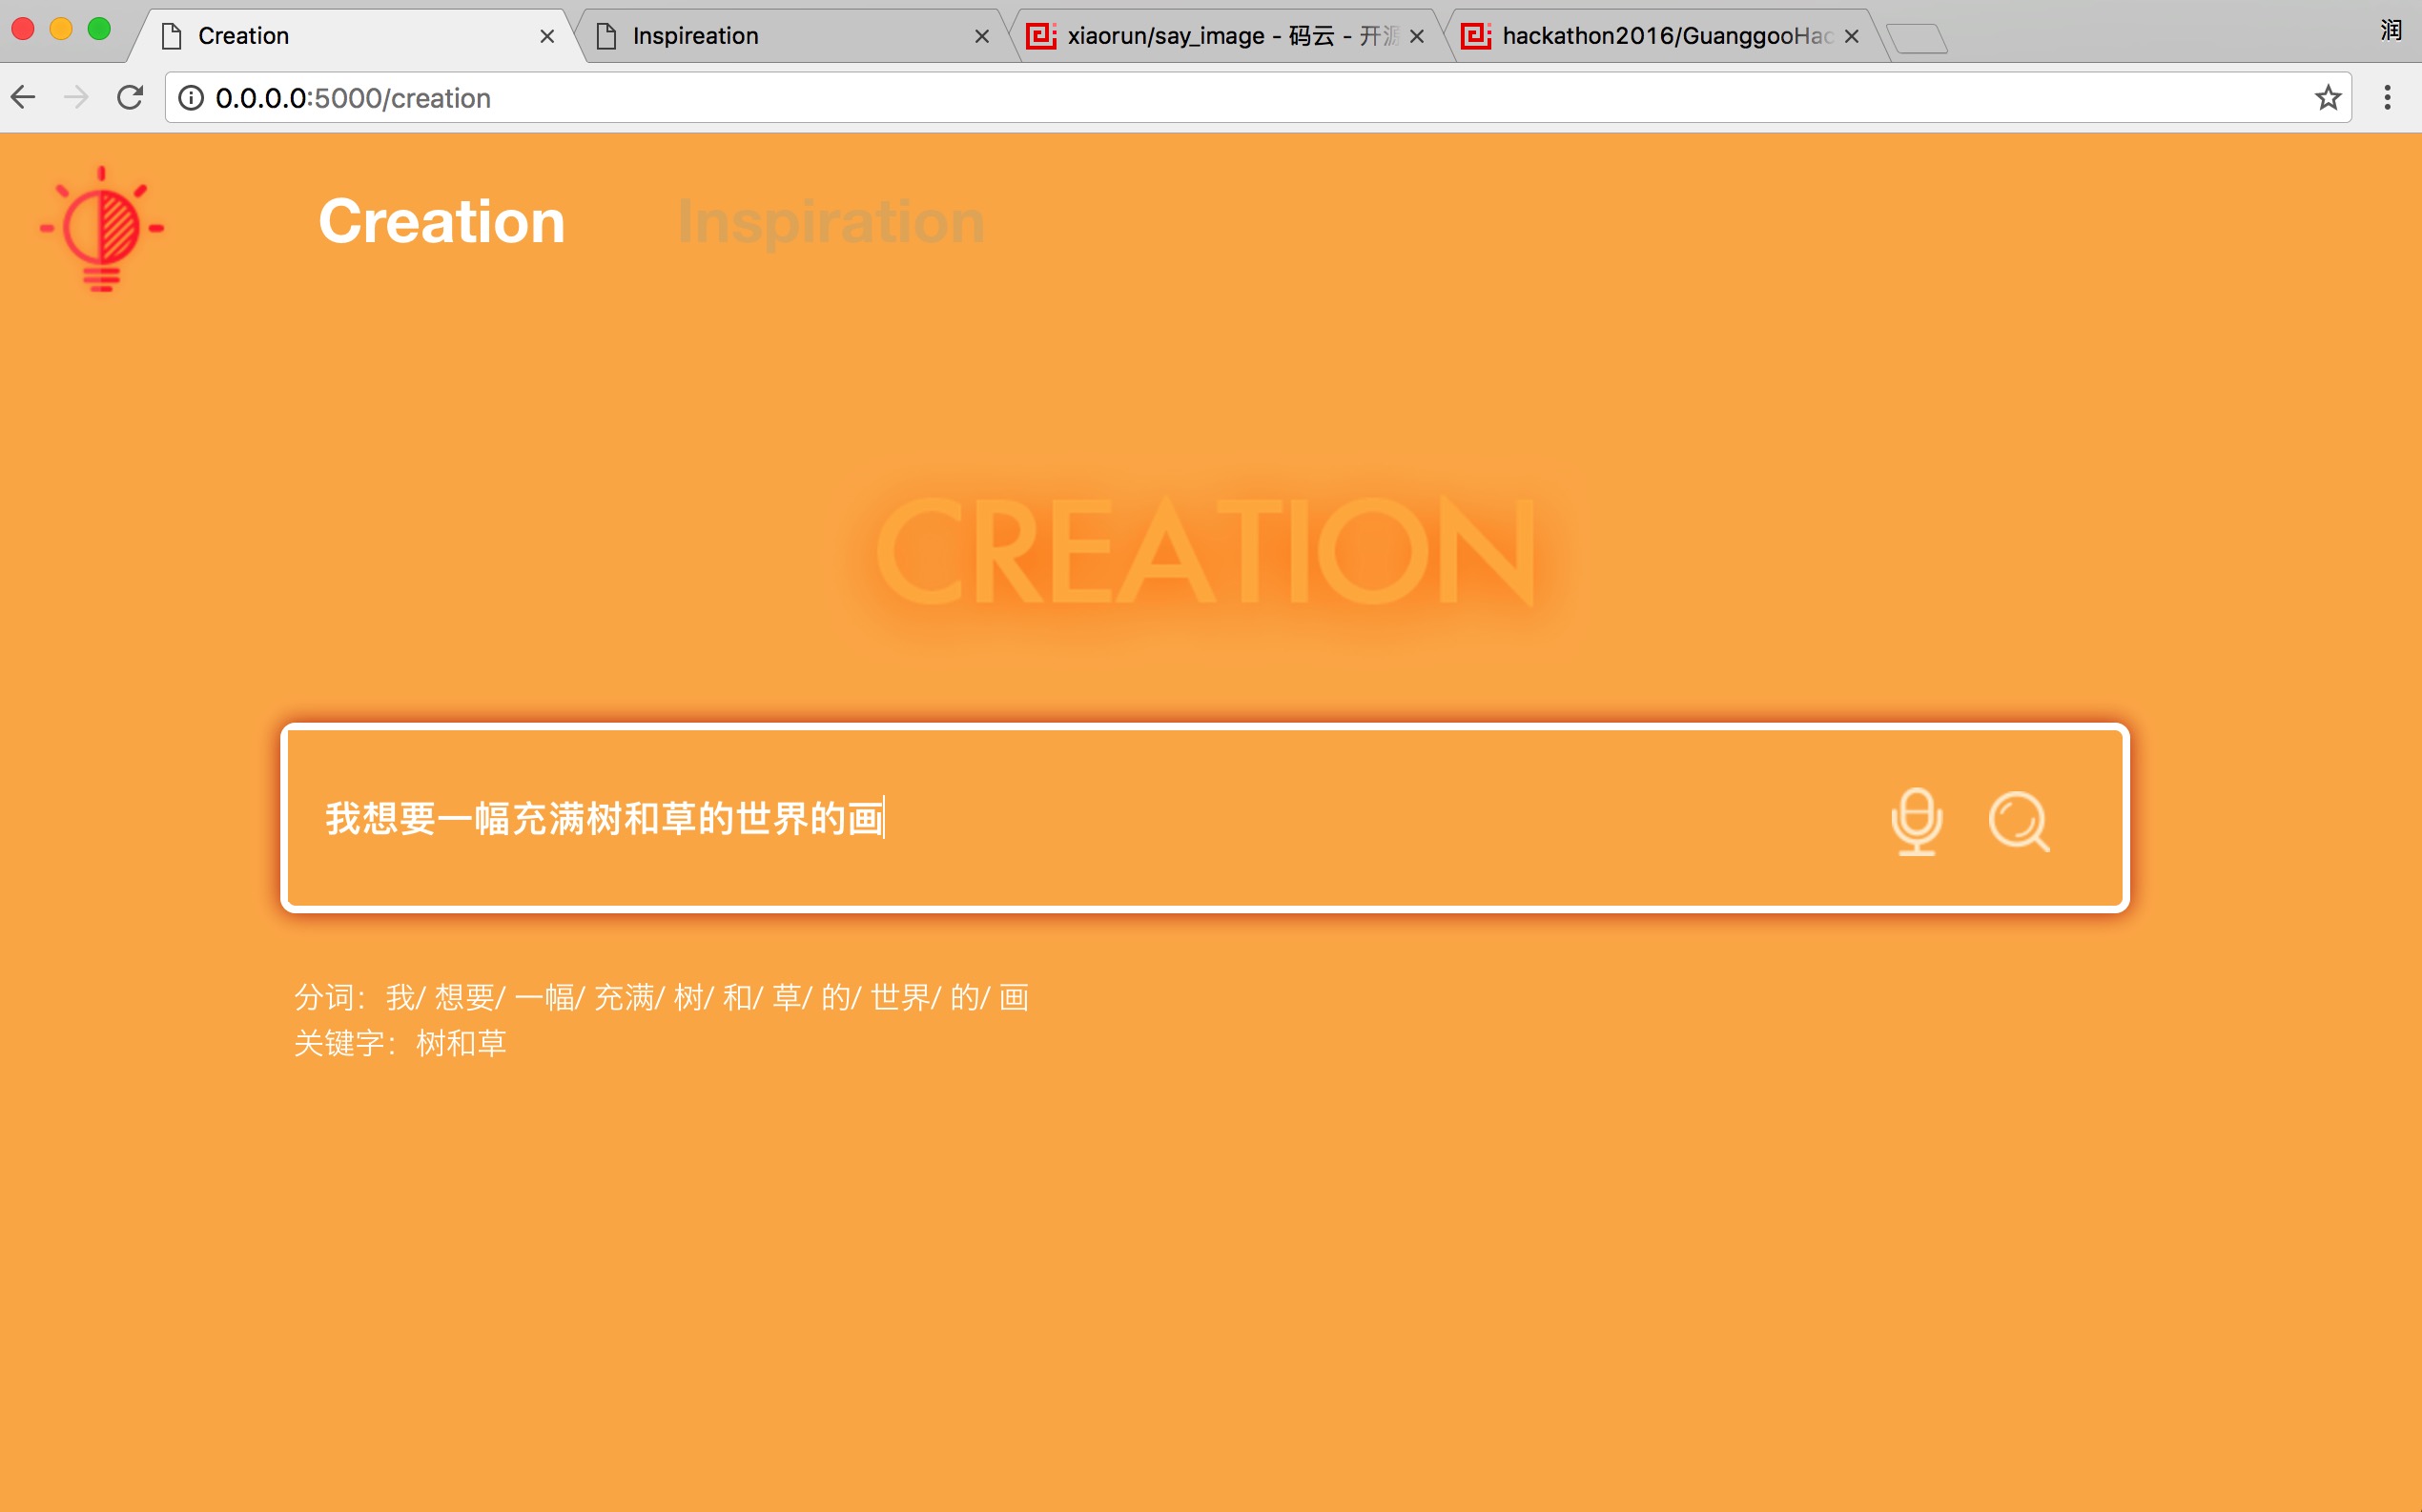 Creation
Inspireation
xiaorun/say_image - 码云 - 开源
hackathon2016/GuanggooHac
润
0.0.0.0:5000/creation
Creation Inspiration
CREATION
我想要一幅充满树和草的世界的画
分词：我/ 想要/ 一幅/ 充满/ 树/ 和/ 草/ 的/ 世界/ 的/ 画
关键字：树和草